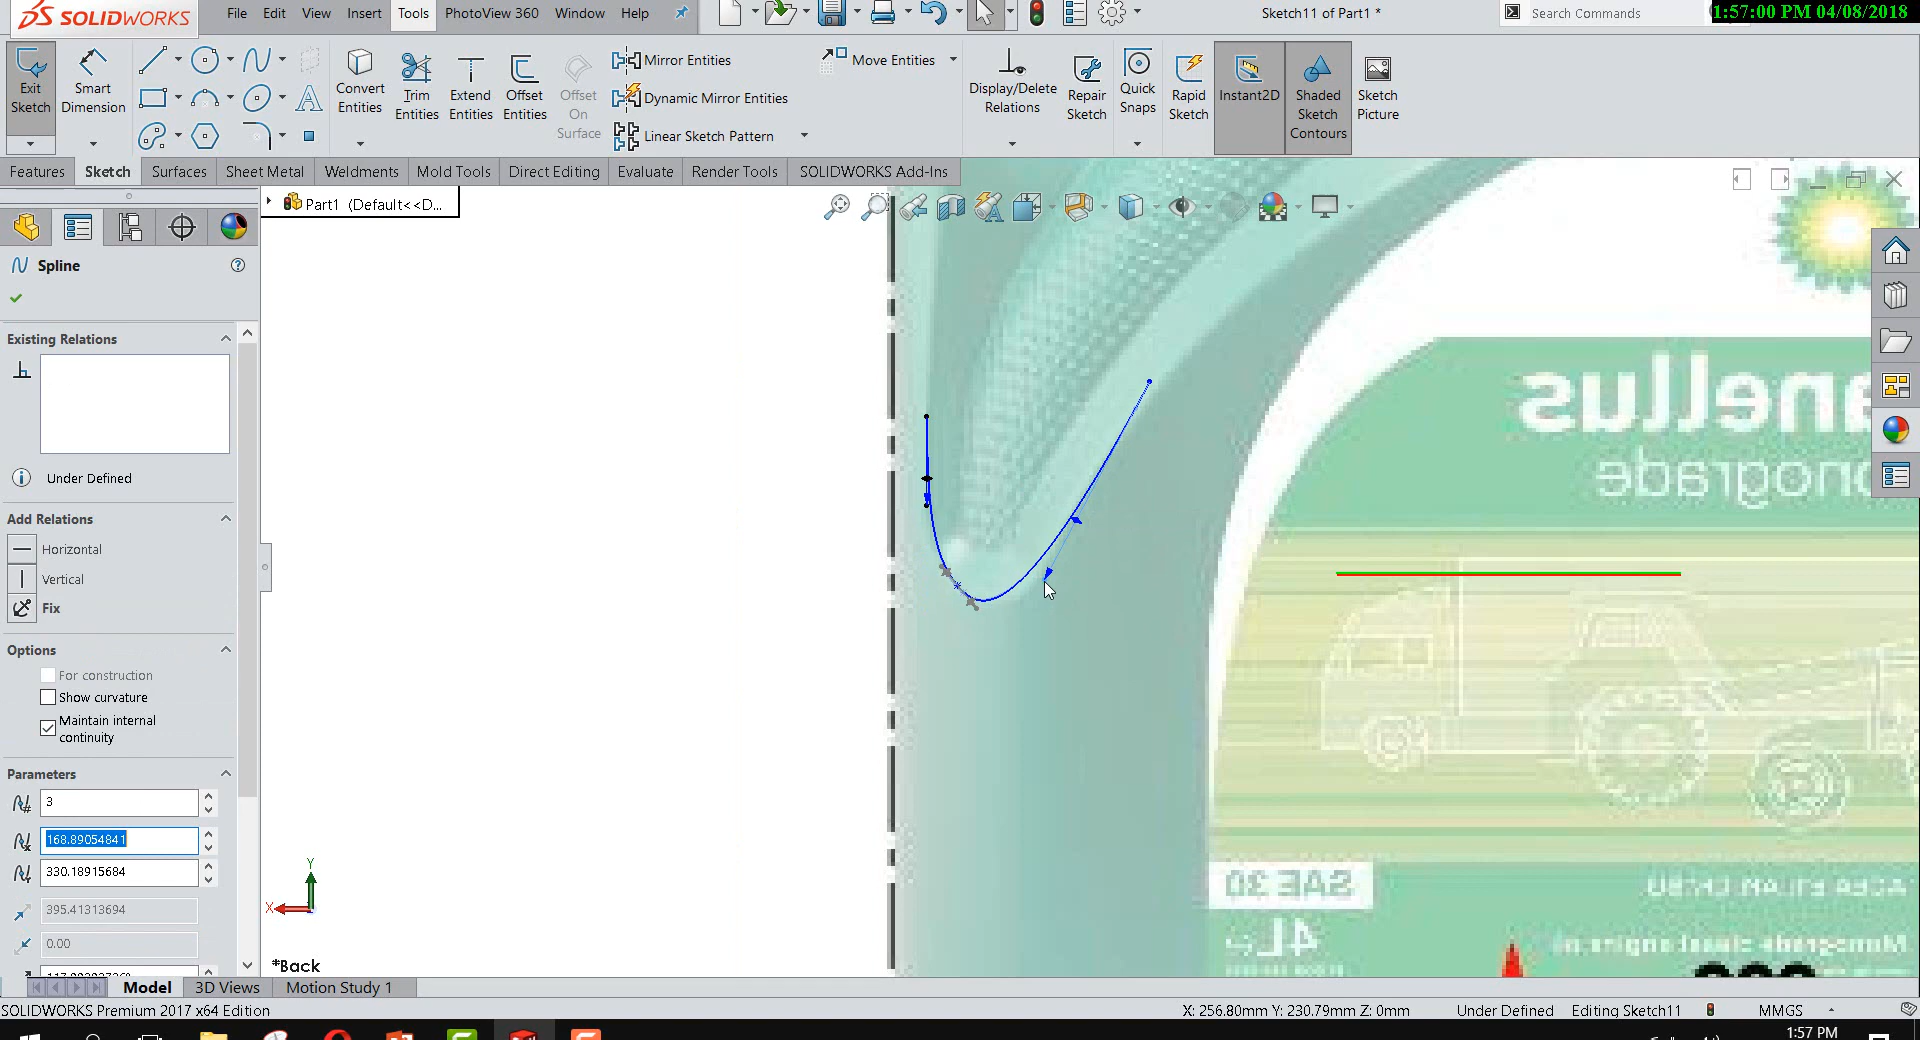 SOLIDWORKS
File Edit View Insert Tools PhotoView 360 Window Help
Sketch11 of Part1 *
Search Commands
1:57:00 PM 04/08/2018
Exit Sketch
Smart Dimension
Convert Entities
Trim Entities
Extend Entities
Offset Entities
Offset On Surface
Mirror Entities
Dynamic Mirror Entities
Linear Sketch Pattern
Move Entities
Display/Delete Relations
Repair Sketch
Quick Snaps
Rapid Sketch
Instant2D
Shaded Sketch Contours
Sketch Picture
Features Sketch Surfaces Sheet Metal Weldments Mold Tools Direct Editing Evaluate Render Tools SOLIDWORKS Add-Ins
Part1 (Default<<D...
Spline
Existing Relations
Under Defined
Add Relations
Horizontal
Vertical
Fix
Options
For construction
Show curvature
Maintain internal continuity
Parameters
3
168.89054841
330.18915684
395.41313694
0.00
anellus
onograde
SAE 30
4L
Y
X
*Back
Model 3D Views Motion Study 1
SOLIDWORKS Premium 2017 x64 Edition
X: 256.80mm Y: 230.79mm Z: 0mm
Under Defined
Editing Sketch11
MMGS
1:57 PM